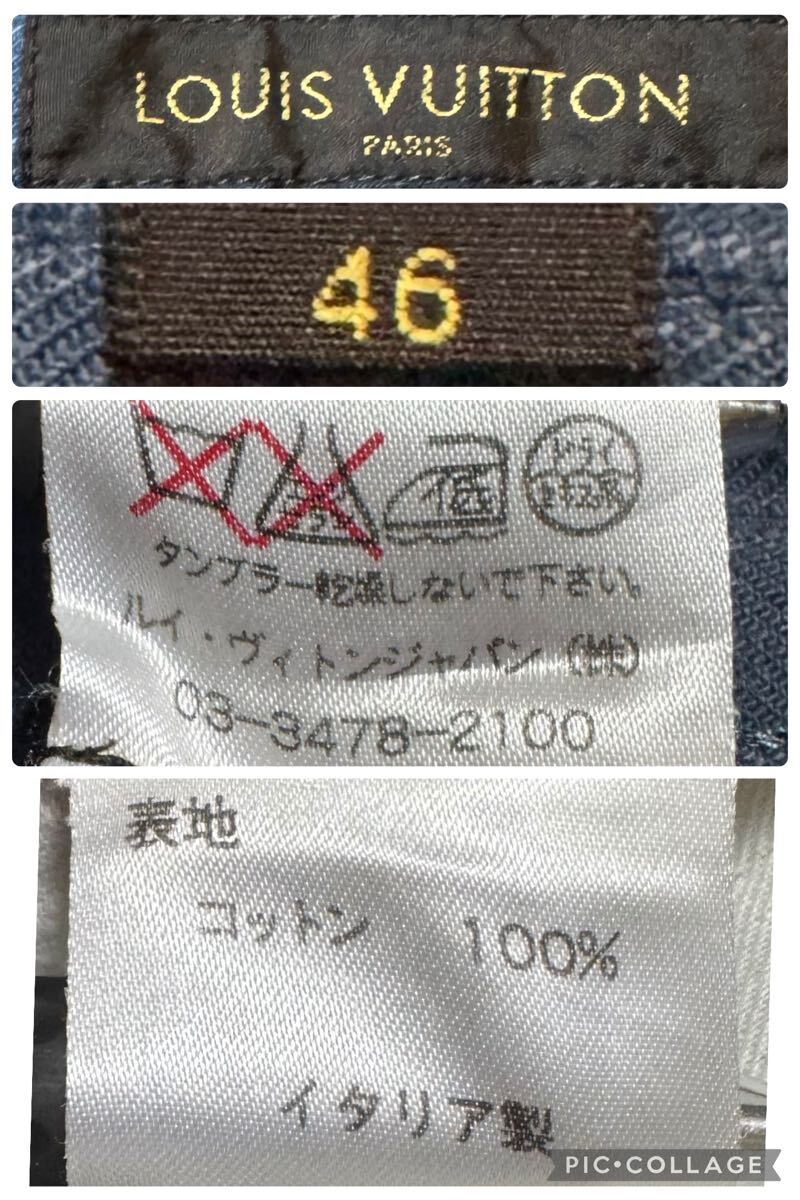 LOUIS VUITTON
PARIS
46
低
タンブラー乾燥しないで下さい。
ルイ・ヴィトンジャパン(株)
03-3478-2100
表地
コットン 100%
イタリア製
PIC•COLLAGE